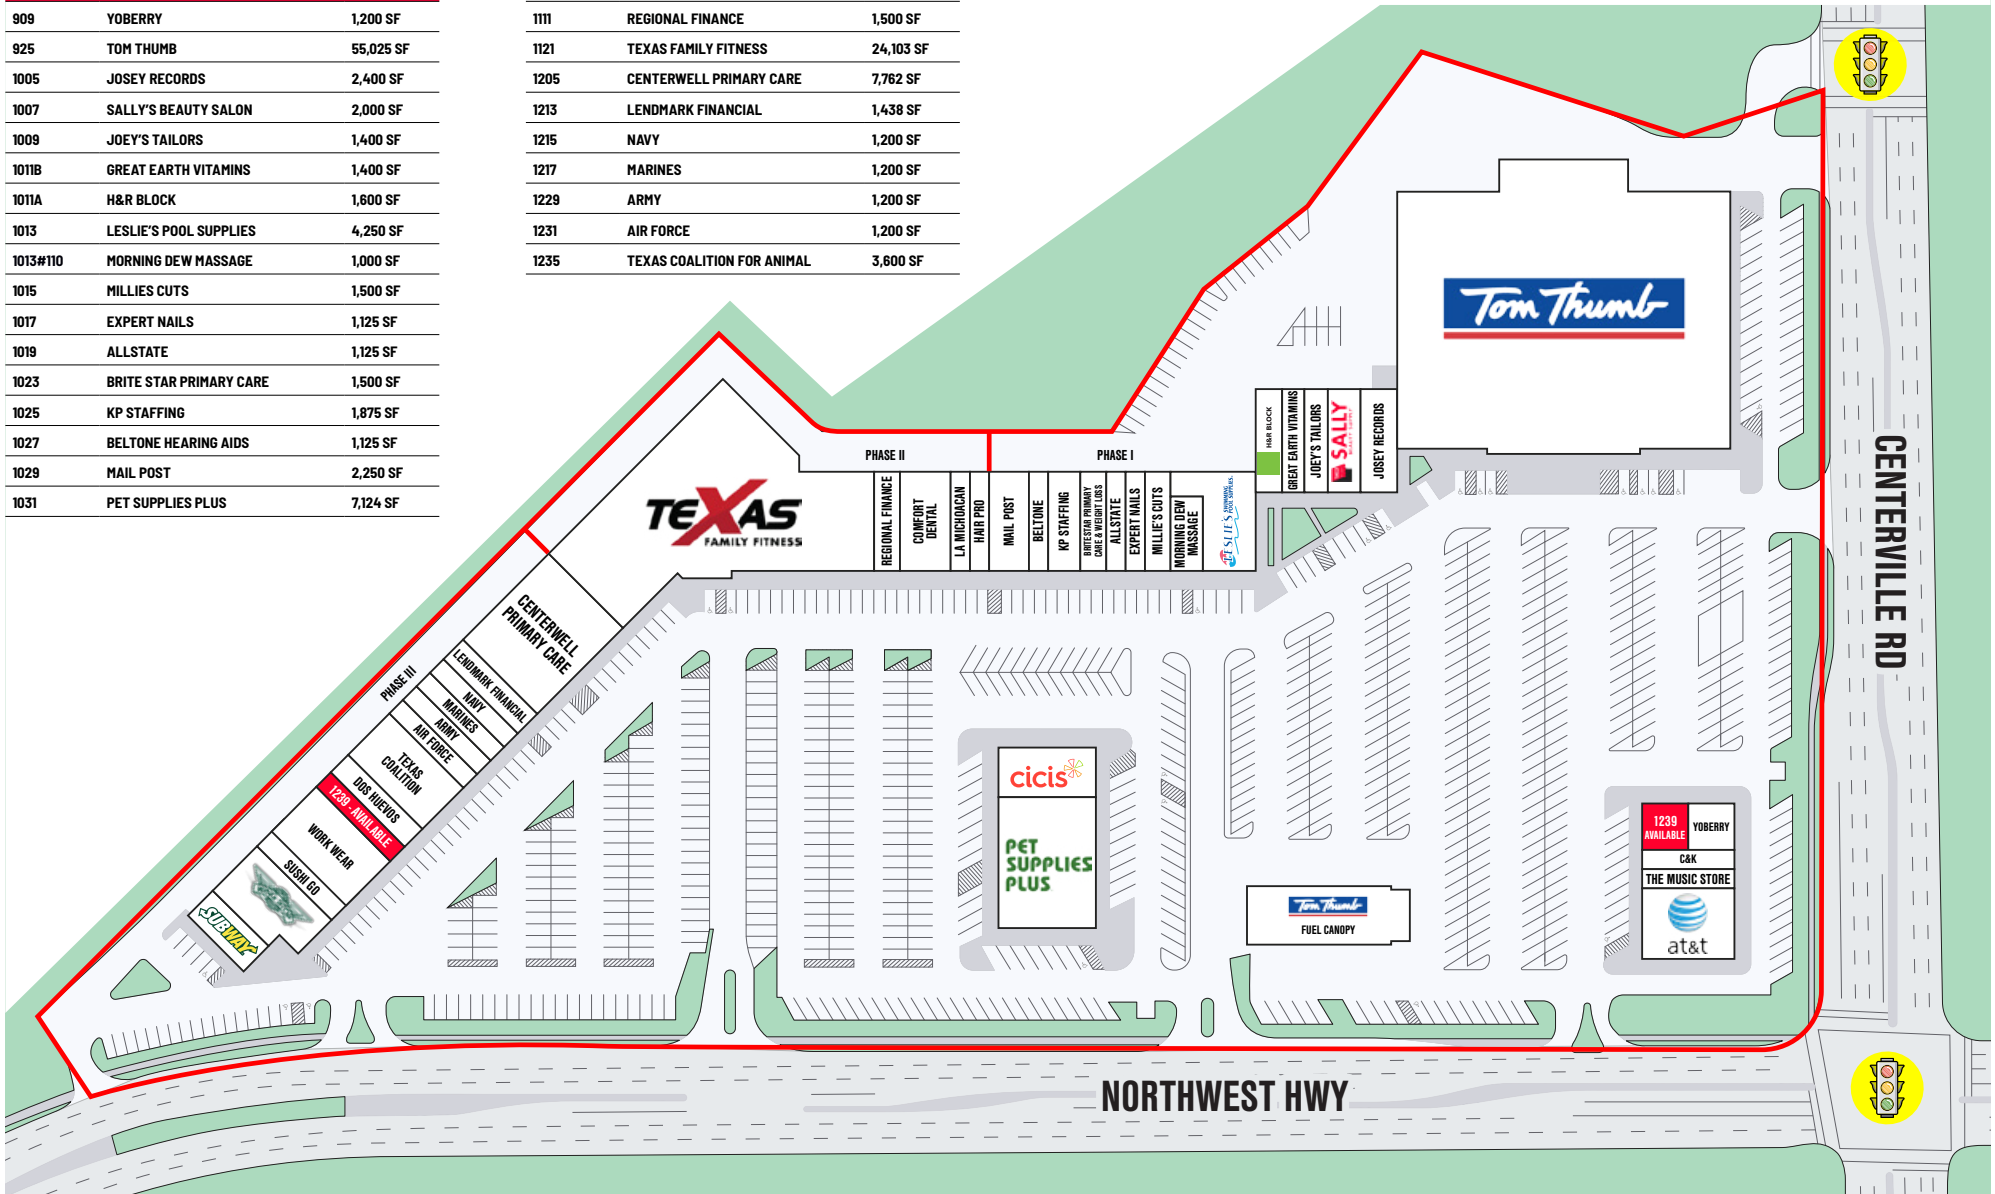 909 YOBERRY 1,200 SF
925 TOM THUMB 55,025 SF
1005 JOSEY RECORDS 2,400 SF
1007 SALLY'S BEAUTY SALON 2,000 SF
1009 JOEY'S TAILORS 1,400 SF
1011B GREAT EARTH VITAMINS 1,400 SF
1011A H&R BLOCK 1,600 SF
1013 LESLIE'S POOL SUPPLIES 4,250 SF
1013#110 MORNING DEW MASSAGE 1,000 SF
1015 MILLIES CUTS 1,500 SF
1017 EXPERT NAILS 1,125 SF
1019 ALLSTATE 1,125 SF
1023 BRITE STAR PRIMARY CARE 1,500 SF
1025 KP STAFFING 1,875 SF
1027 BELTONE HEARING AIDS 1,125 SF
1029 MAIL POST 2,250 SF
1031 PET SUPPLIES PLUS 7,124 SF
1111 REGIONAL FINANCE 1,500 SF
1121 TEXAS FAMILY FITNESS 24,103 SF
1205 CENTERWELL PRIMARY CARE 7,762 SF
1213 LENDMARK FINANCIAL 1,438 SF
1215 NAVY 1,200 SF
1217 MARINES 1,200 SF
1229 ARMY 1,200 SF
1231 AIR FORCE 1,200 SF
1235 TEXAS COALITION FOR ANIMAL 3,600 SF
Tom Thumb
H&R BLOCK
GREAT EARTH VITAMINS
JOEY'S TAILORS
SALLY
JOSEY RECORDS
PHASE II
PHASE I
TEXAS
FAMILY FITNESS
REGIONAL FINANCE
COMFORT
DENTAL
LA MICHOACAN
HAIR PRO
MAIL POST
BELTONE
KP STAFFING
BRITE STAR PRIMARY
CARE & WEIGHT LOSS
ALLSTATE
EXPERT NAILS
MILLIE'S CUTS
MORNING DEW
MASSAGE
LESLIE'S
SWIMMING
POOL SUPPLIES
CENTERVILLE RD
PHASE III
CENTERWELL
PRIMARY CARE
LENDMARK FINANCIAL
NAVY
MARINES
ARMY
AIR FORCE
TEXAS
COALITION
DOS HUEVOS
1239 - AVAILABLE
WORK WEAR
SUSHI GO
SUBWAY
cicis
PET
SUPPLIES
PLUS
Tom Thumb
FUEL CANOPY
1239
AVAILABLE
YOBERRY
C&K
THE MUSIC STORE
at&t
NORTHWEST HWY